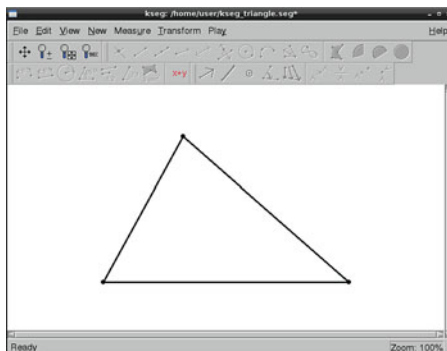 kseg: /home/user/kseg_triangle.seg*
File Edit View New Measure Transform Play Help
x+y
Ready Zoom: 100%